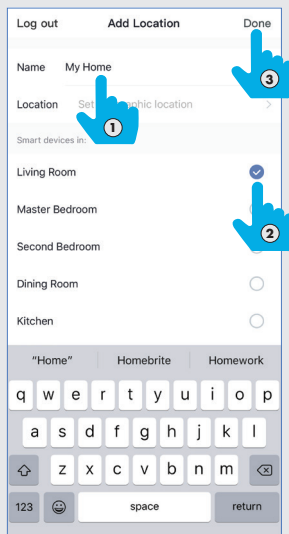 Log out Add Location Done
Name My Home
3
Location Set phic location
1
Smart devices in:
Living Room
2
Master Bedroom
Second Bedroom
Dining Room
Kitchen
"Home" Homebrite Homework
q w e r t y u i o p
a s d f g h j k l
z x c v b n m
123 space return